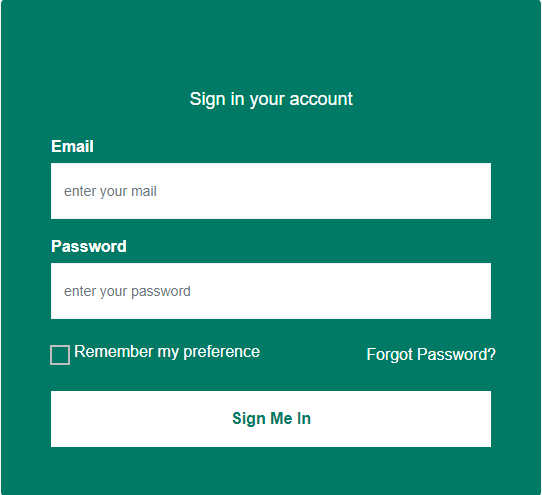 Sign in your account
Email
enter your mail
Password
enter your password
Remember my preference Forgot Password?
Sign Me In